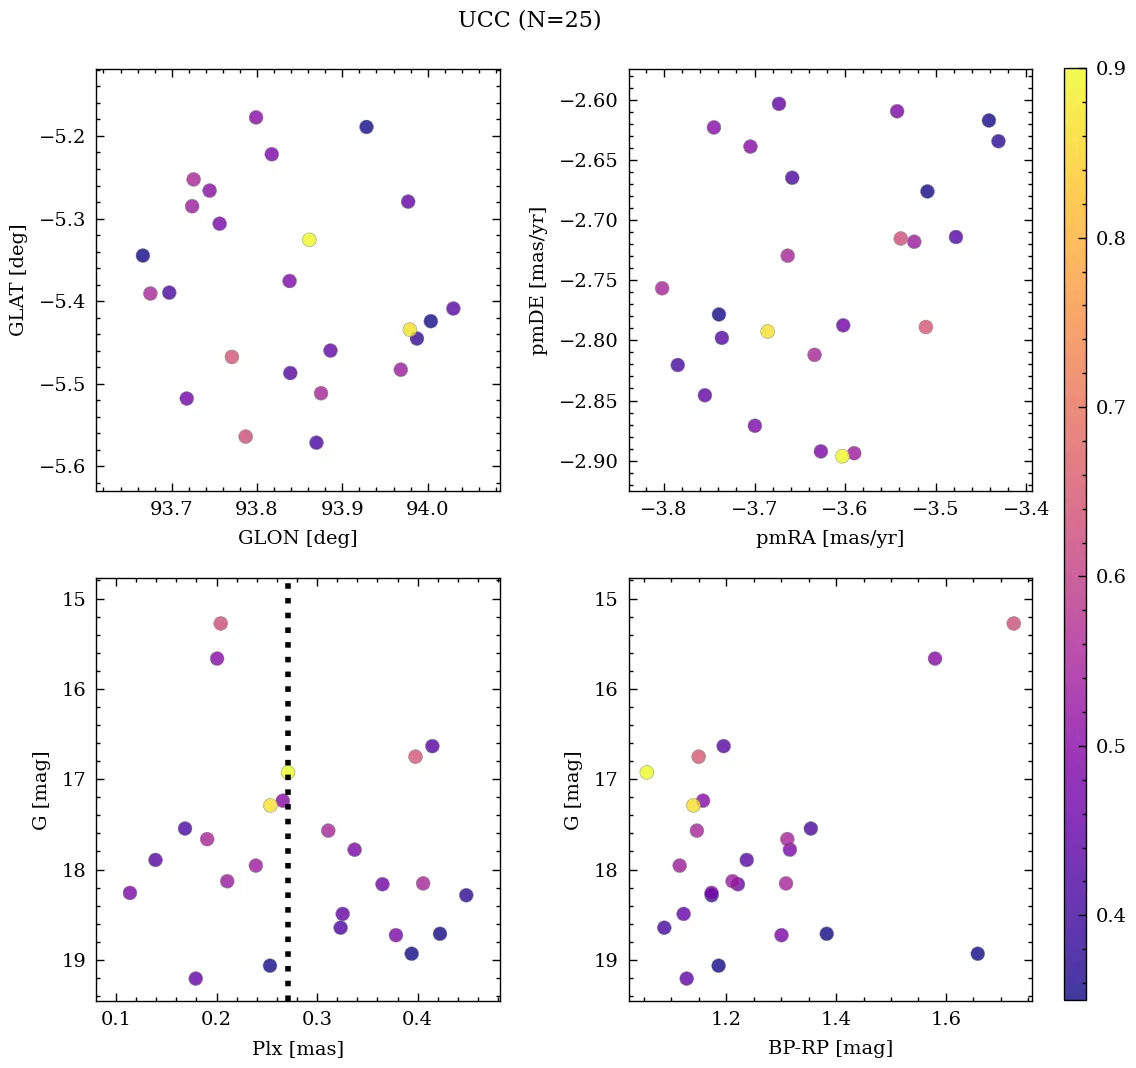 UCC (N=25)
−5.2
−5.3
−5.4
−5.5
−5.6
GLAT [deg]
93.7 93.8 93.9 94.0
GLON [deg]
−2.60
−2.65
−2.70
−2.75
−2.80
−2.85
−2.90
pmDE [mas/yr]
−3.8 −3.7 −3.6 −3.5 −3.4
pmRA [mas/yr]
15
16
17
18
19
G [mag]
0.1 0.2 0.3 0.4
Plx [mas]
15
16
17
18
19
G [mag]
1.2 1.4 1.6
BP-RP [mag]
0.9
0.8
0.7
0.6
0.5
0.4